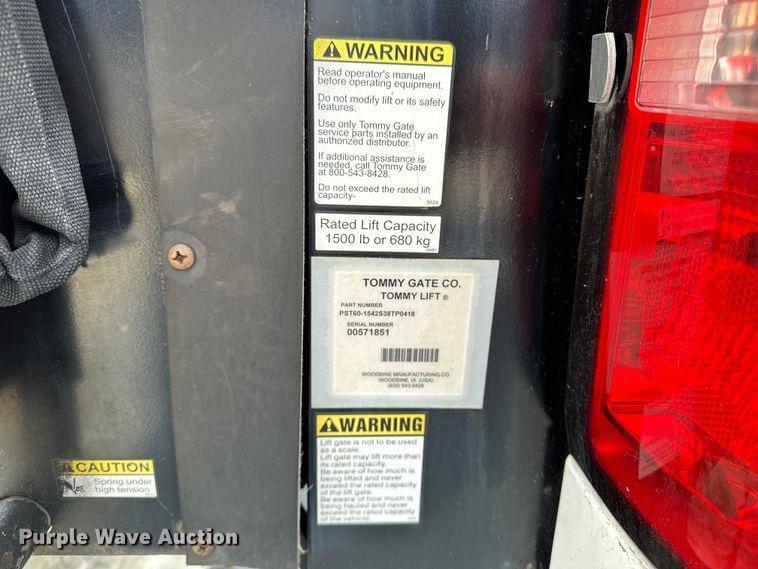 WARNING
Read operator's manual
before operating equipment.
Do not modify lift or its safety
features.
Use only Tommy Gate
service parts installed by an
authorized distributor.
If additional assistance is
needed, call Tommy Gate
at 800-543-8428.
Do not exceed the rated lift
capacity-
Rated Lift Capacity
1500 lb or 680 kg
TOMMY GATE CO.
TOMMY LIFT ®
PART NUMBER
PST60-1542S38TP0418
SERIAL NUMBER
00571851
WOODBINE MANUFACTURING CO.
WOODBINE, IA (USA)
(800) 543-8428
WARNING
Lift gate is not to be used
as a scale.
Lift gate may lift more than
its rated capacity.
Be aware of how much is
being lifted and never
exceed the rated capacity
of the lift gate.
Be aware of how much is
being hauled and never
exceed the rated capacity
of the vehicle.
CAUTION
Spring under
high tension
Purple Wave Auction